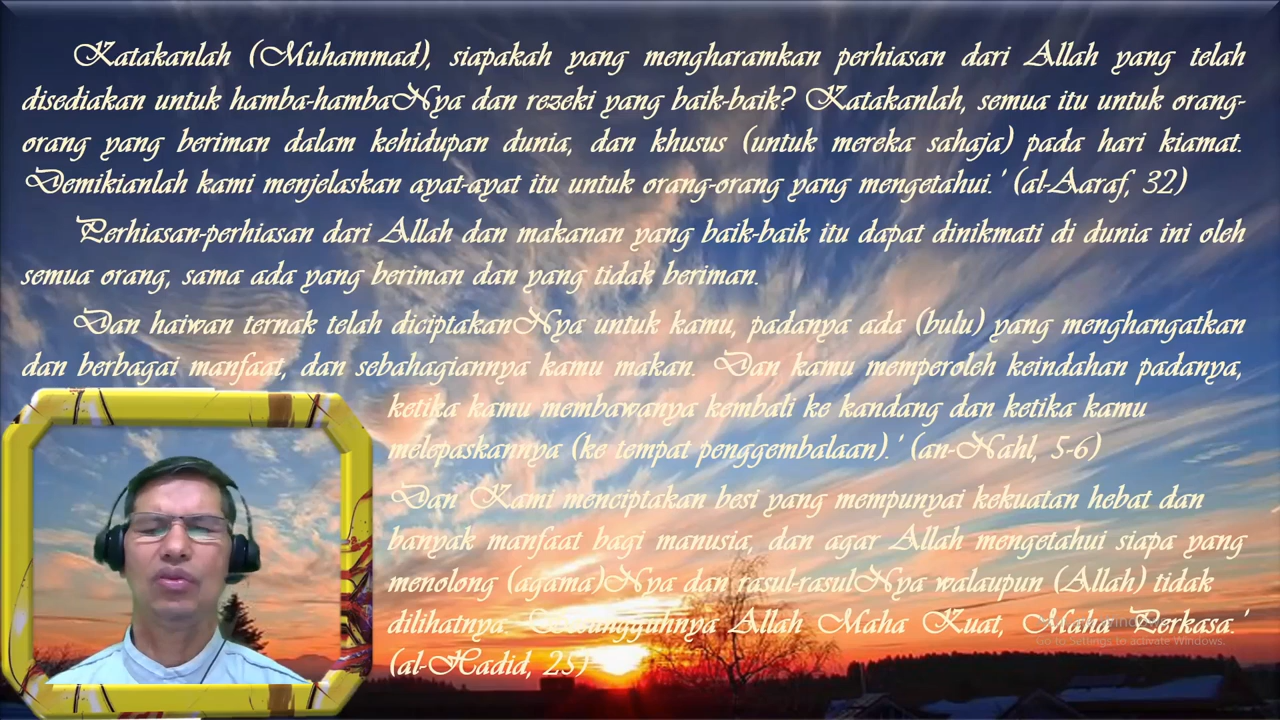 Katakanlah (Muhammad), siapakah yang mengharamkan perhiasan dari Allah yang telah
disediakan untuk hamba-hambaNya dan rezeki yang baik-baik? Katakanlah, semua itu untuk orang-
orang yang beriman dalam kehidupan dunia, dan khusus (untuk mereka sahaja) pada hari kiamat.
Demikianlah kami menjelaskan ayat-ayat itu untuk orang-orang yang mengetahui.' (al-Aaraf, 32)
Perhiasan-perhiasan dari Allah dan makanan yang baik-baik itu dapat dinikmati di dunia ini oleh
semua orang, sama ada yang beriman dan yang tidak beriman.
Dan haiwan ternak telah diciptakanNya untuk kamu, padanya ada (bulu) yang menghangatkan
dan berbagai manfaat, dan sebahagiannya kamu makan. Dan kamu memperoleh keindahan padanya,
ketika kamu membawanya kembali ke kandang dan ketika kamu
melepaskannya (ke tempat penggembalaan).' (an-Nahl, 5-6)
Dan Kami menciptakan besi yang mempunyai kekuatan hebat dan
banyak manfaat bagi manusia, dan agar Allah mengetahui siapa yang
menolong (agama)Nya dan rasul-rasulNya walaupun (Allah) tidak
dilihatnya. Sesungguhnya Allah Maha Kuat, Maha Perkasa.'
(al-Hadid, 25)
Go to Settings to activate Windows.